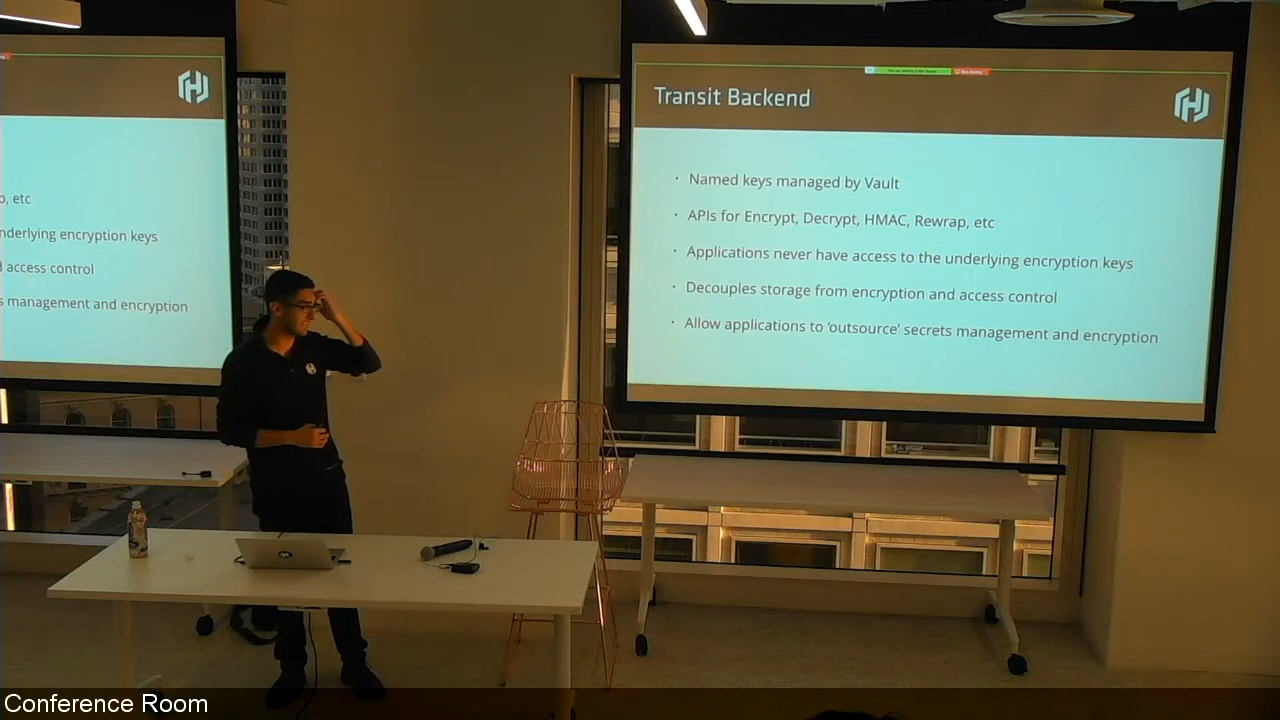 Transit Backend
Named keys managed by Vault
p, etc
APIs for Encrypt, Decrypt, HMAC, Rewrap, etc
nderlying encryption keys
Applications never have access to the underlying encryption keys
access control
Decouples storage from encryption and access control
s management and encryption
Allow applications to 'outsource' secrets management and encryption
Conference Room